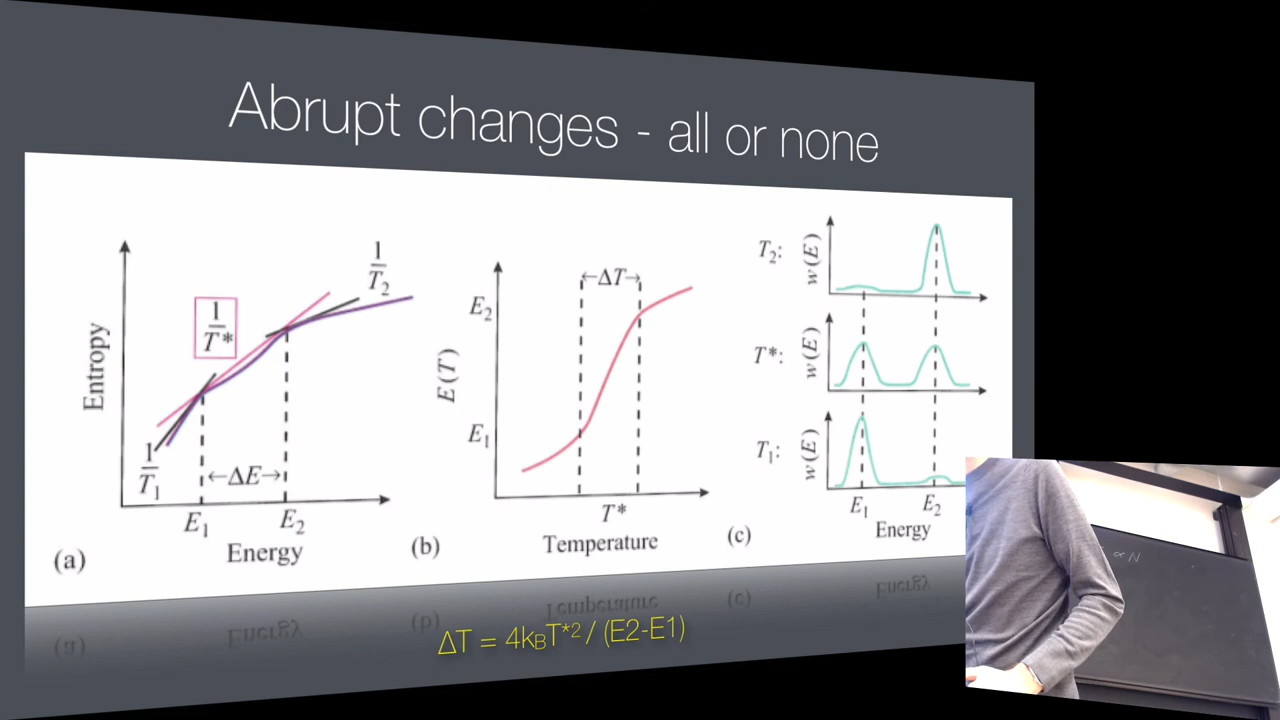 Abrupt changes - all or none
Entropy
1/T*
1/T₂
1/T₁
←ΔE→
E₁
E₂
Energy
(a)
E(T)
E₂
E₁
←ΔT→
T*
Temperature
(b)
T₂:
w(E)
T*:
w(E)
T₁:
w(E)
E₁
E₂
Energy
(c)
ΔT = 4k_BT*² / (E2-E1)
∝ N